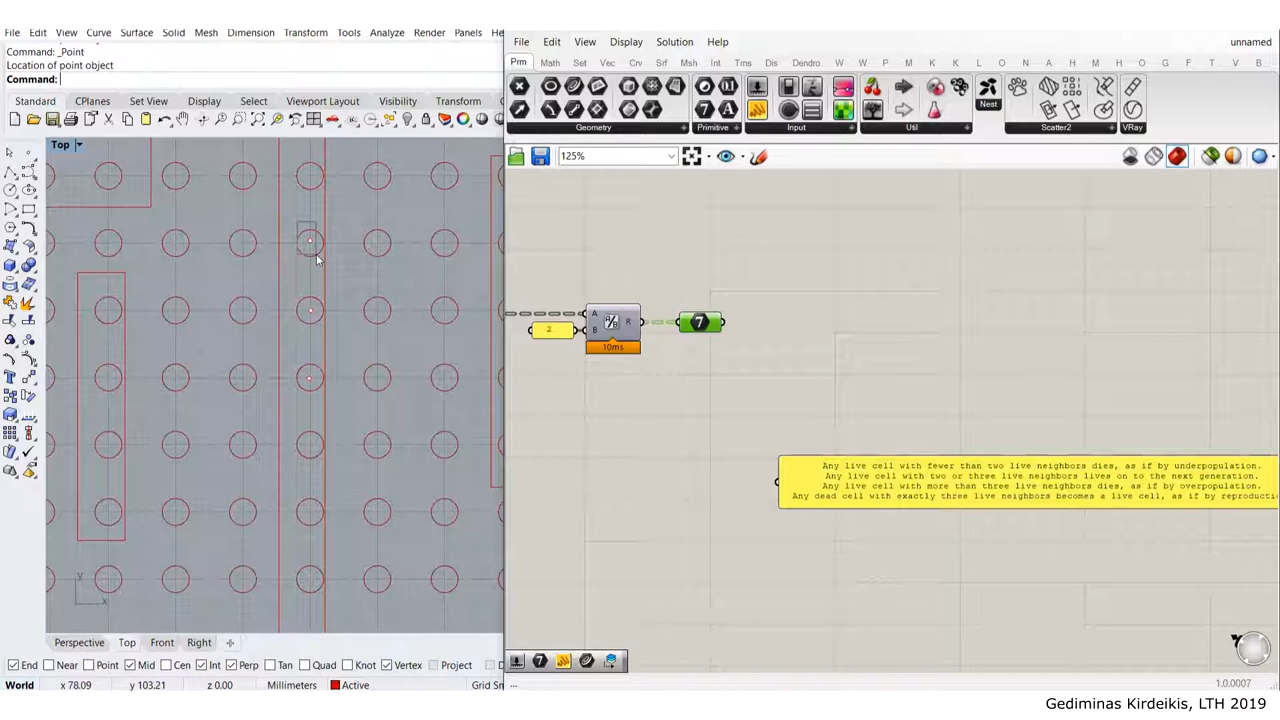 File Edit View Curve Surface Solid Mesh Dimension Transform Tools Analyze Render Panels He
Command: _Point
Location of point object
Command:
Standard CPlanes Set View Display Select Viewport Layout Visibility Transform C
Top
Perspective Top Front Right
End Near Point Mid Cen Int Perp Tan Quad Knot Vertex Project D
World x 78.09 y 103.21 z 0.00 Millimeters Active Grid Sn
File Edit View Display Solution Help unnamed
Prm Math Set Vec Crv Srf Msh Int Trns Dis Dendro W W P K K L L A H M M H S T V B
Nest
Geometry Primitive Input Util Scatter2 VRay
125%
2
A
B
R
10ms
7
Any live cell with fewer than two live neighbors dies, as if by underpopulation.
Any live cell with two or three live neighbors lives on to the next generation.
Any live cell with more than three live neighbors dies, as if by overpopulation.
Any dead cell with exactly three live neighbors becomes a live cell, as if by reproductio
y
x
...
1.0.0007
Gediminas Kirdeikis, LTH 2019